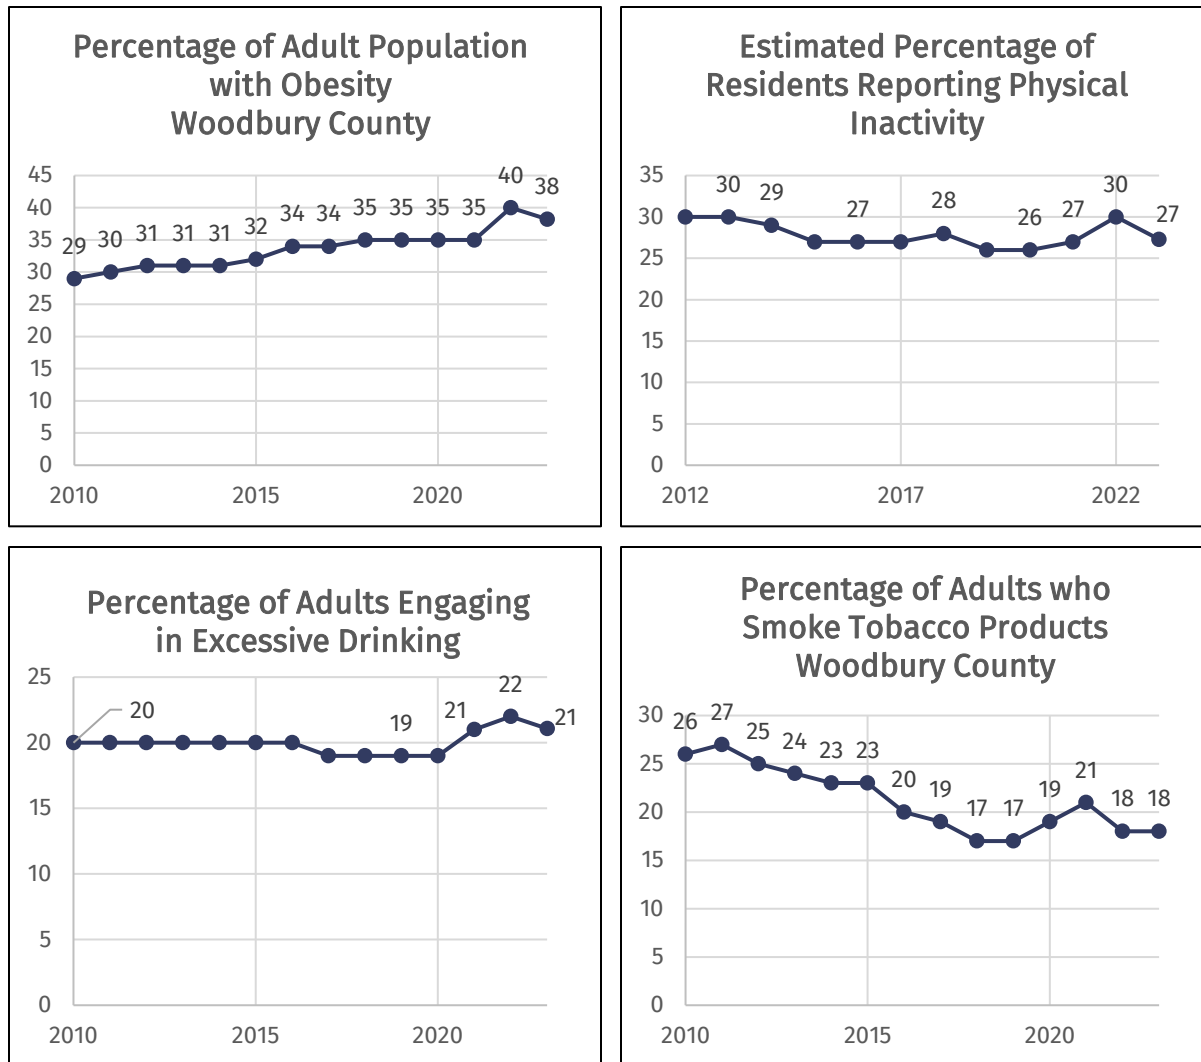 Percentage of Adult Population
with Obesity
Woodbury County
45
40
35
30
25
20
15
10
5
0
29 30 31 31 31 32 34 34 35 35 35 35 40 38
2010 2015 2020
Estimated Percentage of
Residents Reporting Physical
Inactivity
35
30
25
20
15
10
5
0
30 29 27 28 26 27 30 27
2012 2017 2022
Percentage of Adults Engaging
in Excessive Drinking
25
20
15
10
5
0
20 19 21 22 21
2010 2015 2020
Percentage of Adults who
Smoke Tobacco Products
Woodbury County
30
25
20
15
10
5
0
26 27 25 24 23 23 20 19 17 17 19 21 18 18
2010 2015 2020